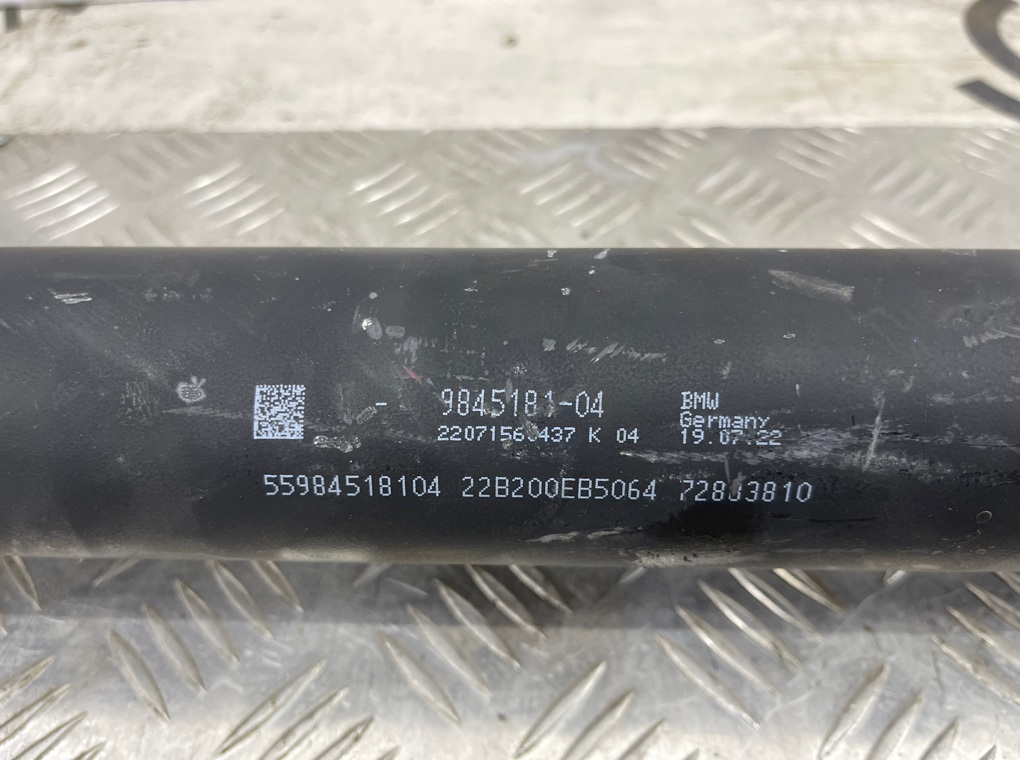 - 9845181-04
BMW
Germany
19.07.22
K 04
55984518104 22B200EB5064